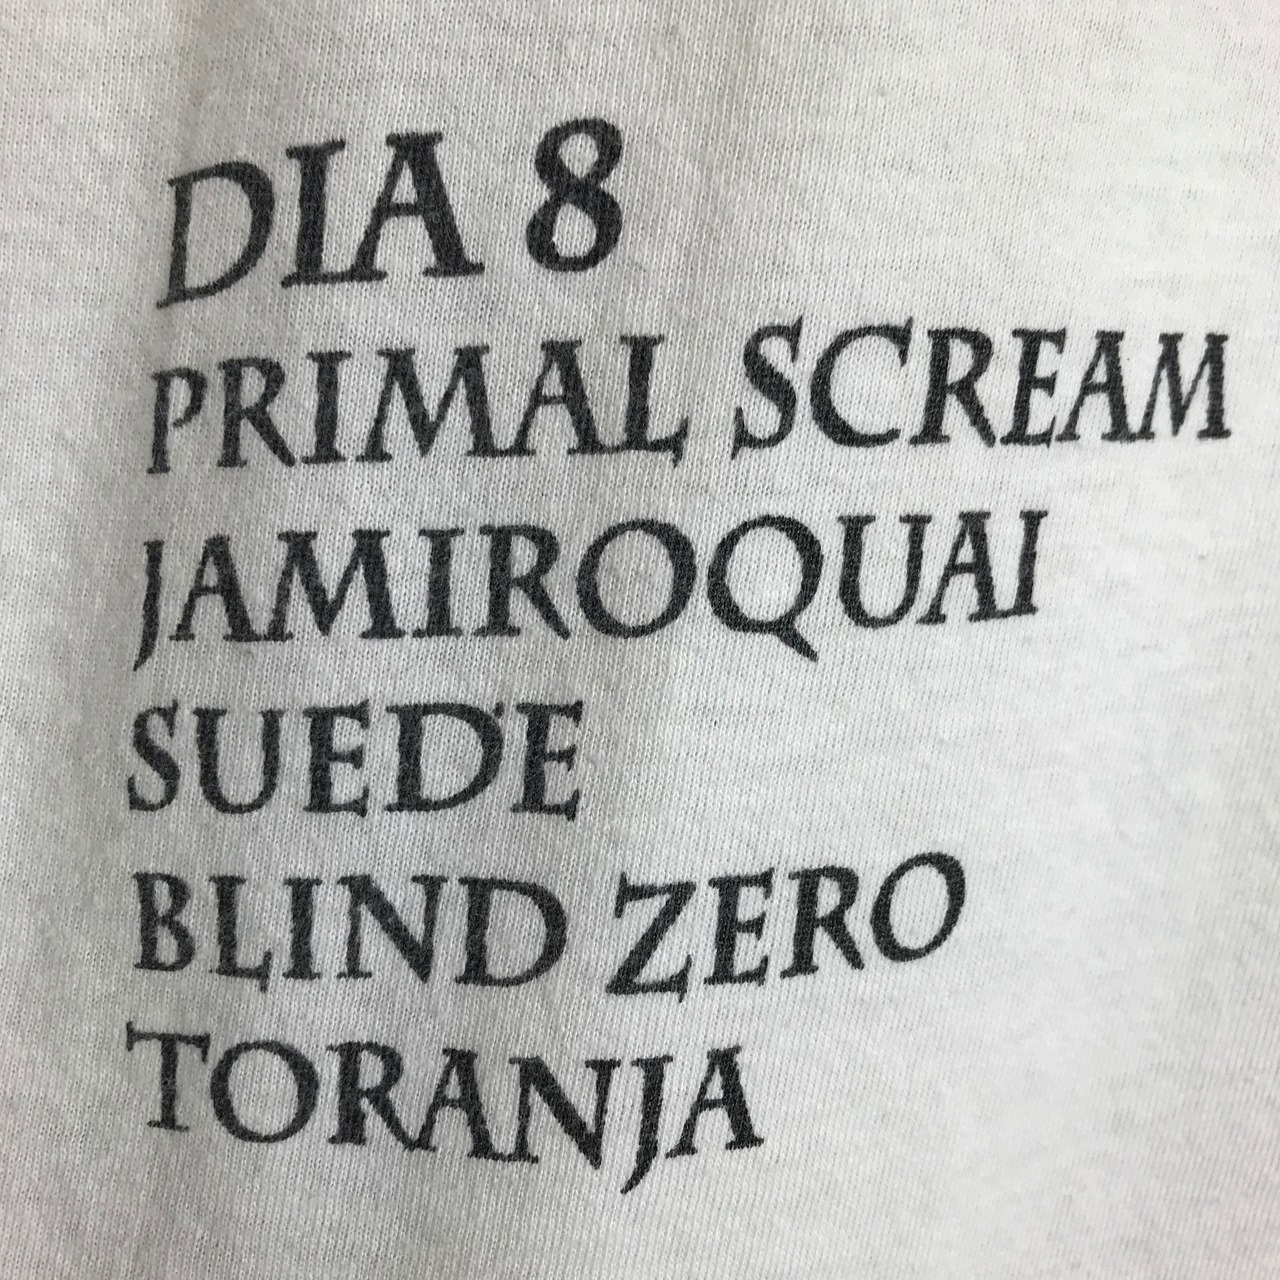 DIA 8
PRIMAL SCREAM
JAMIROQUAI
SUEDE
BLIND ZERO
TORANJA